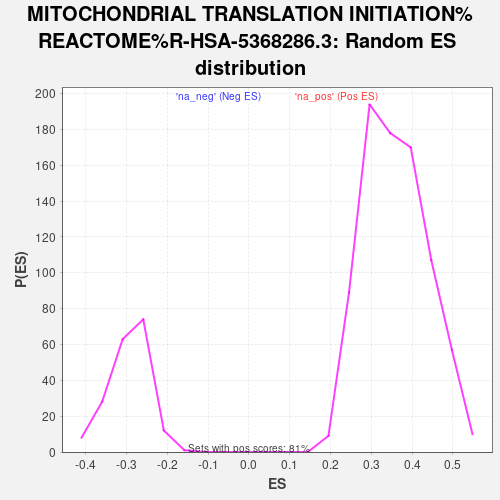 MITOCHONDRIAL TRANSLATION INITIATION%
REACTOME%R-HSA-5368286.3: Random ES
distribution
'na_neg' (Neg ES)
'na_pos' (Pos ES)
200
180
160
140
120
100
80
60
40
20
0
P(ES)
Sets with pos scores: 81%
-0.4 -0.3 -0.2 -0.1 0.0 0.1 0.2 0.3 0.4 0.5
ES